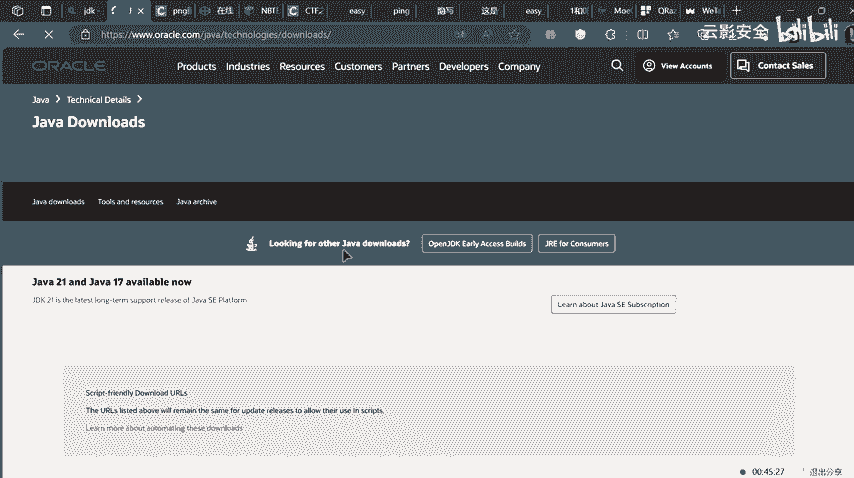 jdk
J
png
在线
NBT
CTF
easy
ping
随写
这是
easy
Moe
QRa
Wel
https://www.oracle.com/java/technologies/downloads/
云影安全
bilibili
ORACLE
Products Industries Resources Customers Partners Developers Company
View Accounts
Contact Sales
Java Technical Details
Java Downloads
Java downloads Tools and resources Java archive
Looking for other Java downloads?
OpenJDK Early Access Builds
JRE for Consumers
Java 21 and Java 17 available now
JDK 21 is the latest long-term support release of Java SE Platform
Learn about Java SE Subscription
Script-friendly Download URLs
The URLs listed above will remain the same for update releases to allow their use in scripts.
Learn more about automating these downloads
00:45:27
退出分享